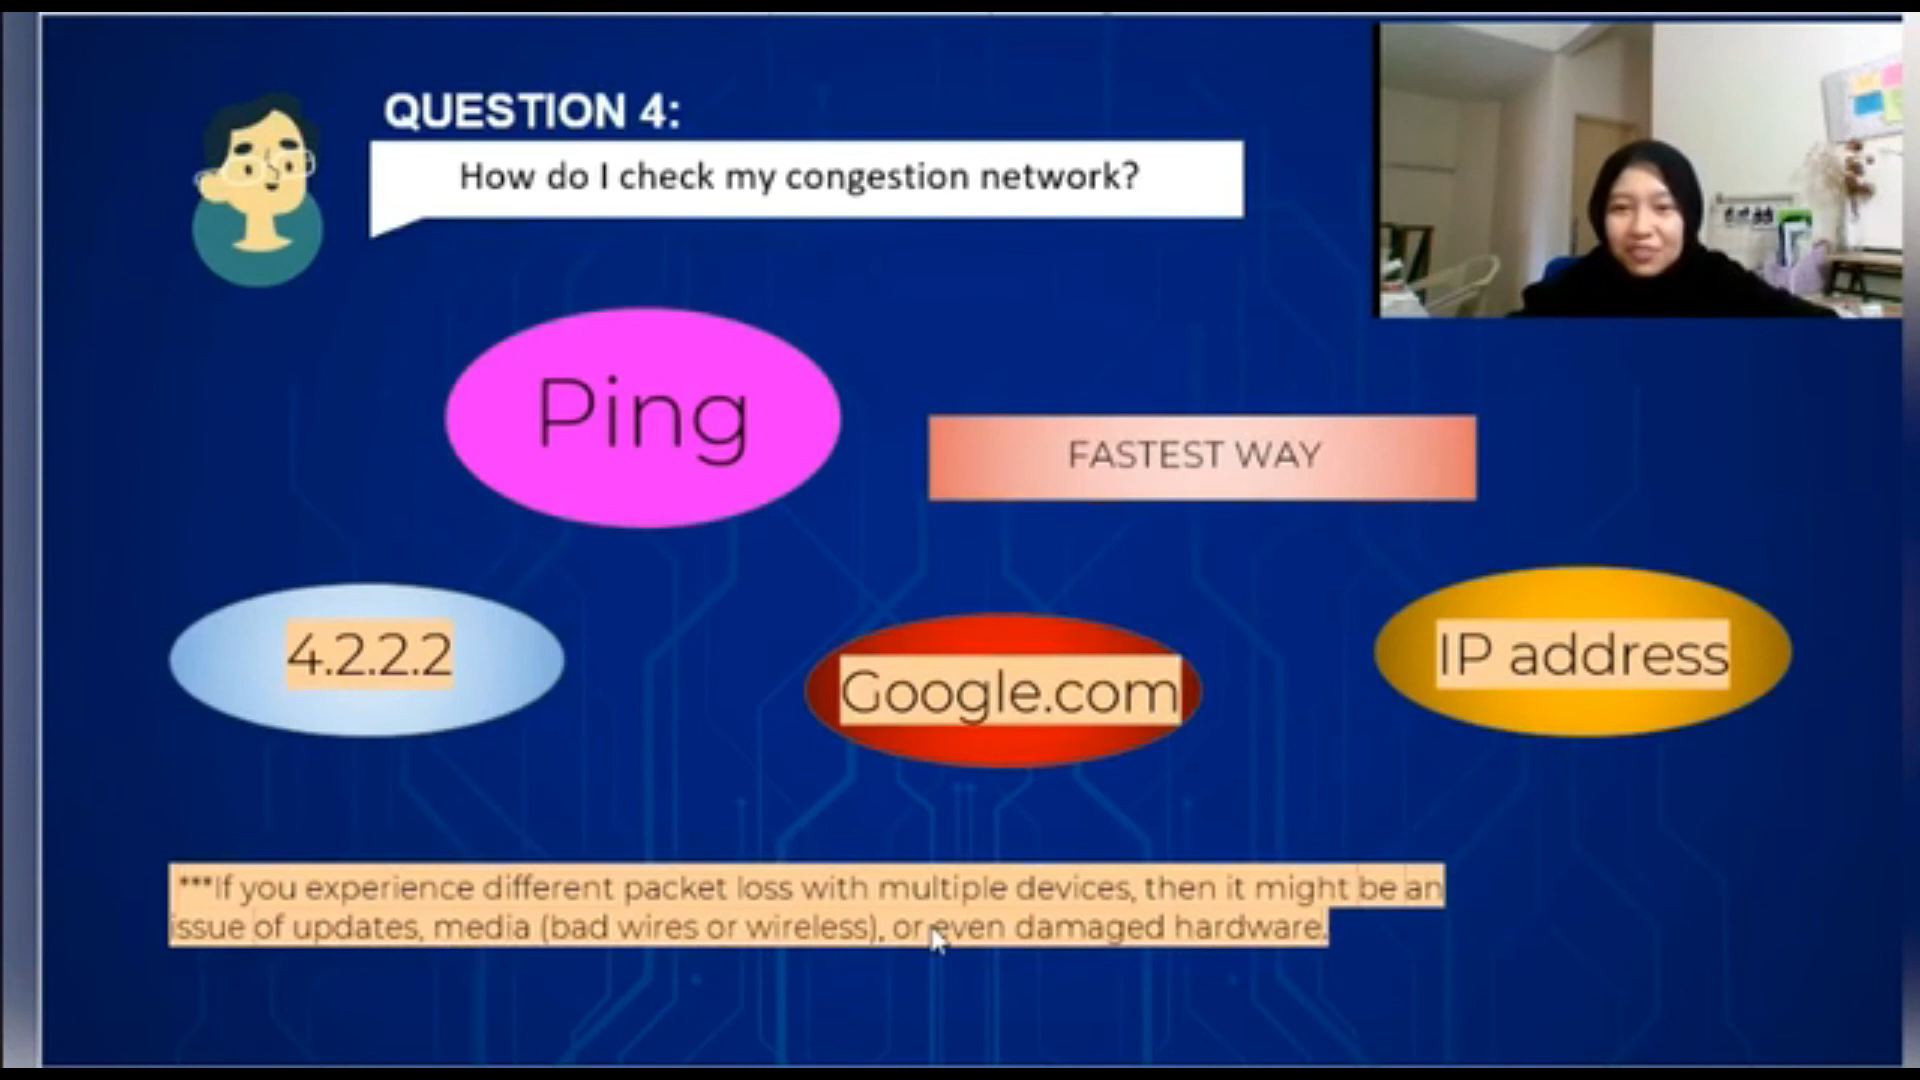 QUESTION 4:
How do I check my congestion network?
Ping
FASTEST WAY
4.2.2.2
Google.com
IP address
***If you experience different packet loss with multiple devices, then it might be an
issue of updates, media (bad wires or wireless), or even damaged hardware.